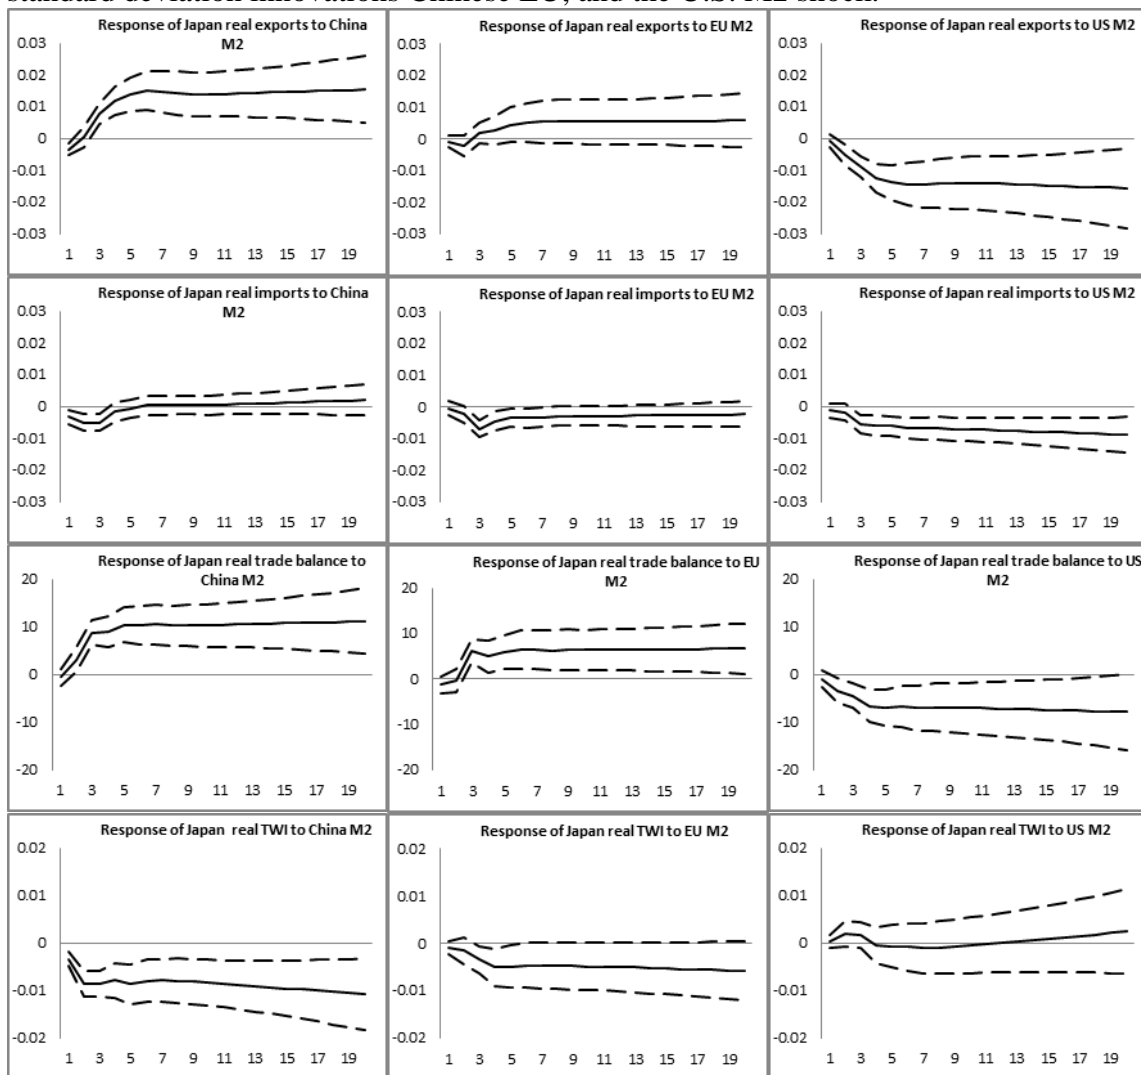 standard deviation innovations Chinese EU, and the U.S. M2 shock.
Response of Japan real exports to China
M2
0.03
0.02
0.01
0
-0.01
-0.02
-0.03
1 3 5 7 9 11 13 15 17 19
Response of Japan real exports to EU M2
0.03
0.02
0.01
0
-0.01
-0.02
-0.03
1 3 5 7 9 11 13 15 17 19
Response of Japan real exports to US M2
0.03
0.02
0.01
0
-0.01
-0.02
-0.03
1 3 5 7 9 11 13 15 17 19
Response of Japan real imports to China
M2
0.03
0.02
0.01
0
-0.01
-0.02
-0.03
1 3 5 7 9 11 13 15 17 19
Response of Japan real imports to EU M2
0.03
0.02
0.01
0
-0.01
-0.02
-0.03
1 3 5 7 9 11 13 15 17 19
Response of Japan real imports to US M2
0.03
0.02
0.01
0
-0.01
-0.02
-0.03
1 3 5 7 9 11 13 15 17 19
Response of Japan real trade balance to
China M2
20
10
0
-10
-20
1 3 5 7 9 11 13 15 17 19
Response of Japan real trade balance to EU
M2
20
10
0
-10
-20
1 3 5 7 9 11 13 15 17 19
Response of Japan real trade balance to US
M2
20
10
0
-10
-20
1 3 5 7 9 11 13 15 17 19
Response of Japan real TWI to China M2
0.02
0.01
0
-0.01
-0.02
1 3 5 7 9 11 13 15 17 19
Response of Japan real TWI to EU M2
0.02
0.01
0
-0.01
-0.02
1 3 5 7 9 11 13 15 17 19
Response of Japan real TWI to US M2
0.02
0.01
0
-0.01
-0.02
1 3 5 7 9 11 13 15 17 19